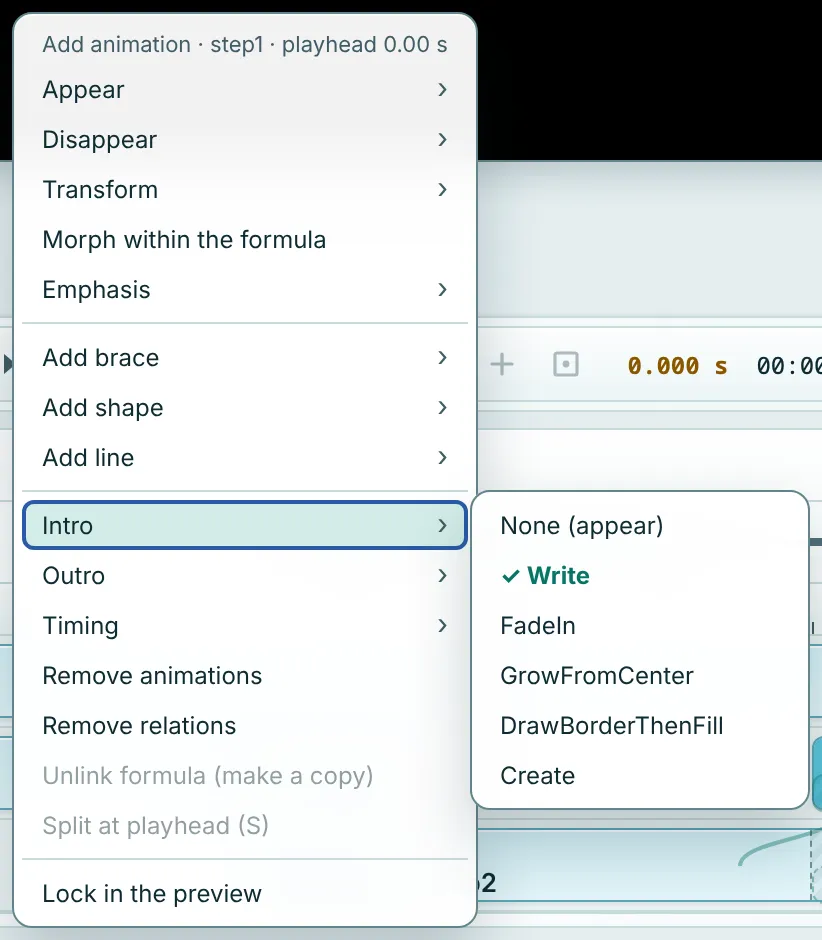 Add animation · step1 · playhead 0.00 s
Appear
Disappear
Transform
Morph within the formula
Emphasis
Add brace
Add shape
Add line
0.000 s
Intro
Outro
Timing
Remove animations
Remove relations
Unlink formula (make a copy)
Split at playhead (S)
Lock in the preview
None (appear)
✓ Write
FadeIn
GrowFromCenter
DrawBorderThenFill
Create